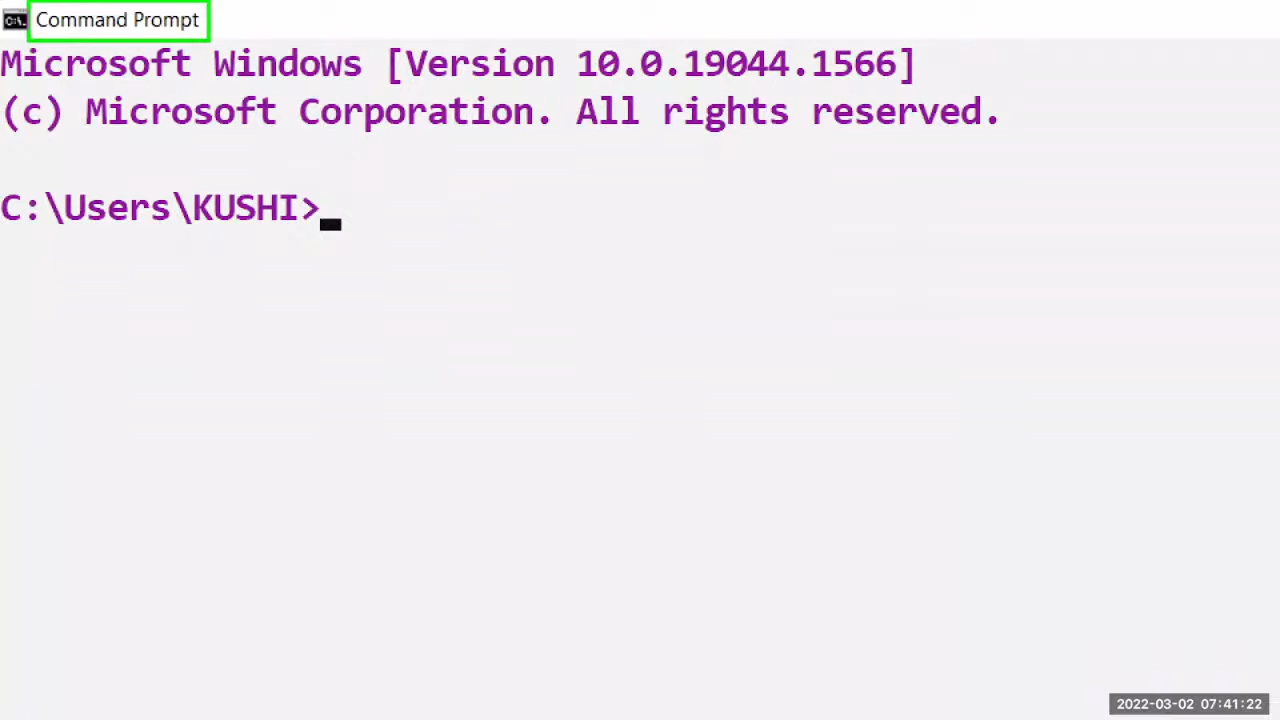 C:\. Command Prompt
Microsoft Windows [Version 10.0.19044.1566]
(c) Microsoft Corporation. All rights reserved.
C:\Users\KUSHI>
2022-03-02 07:41:22